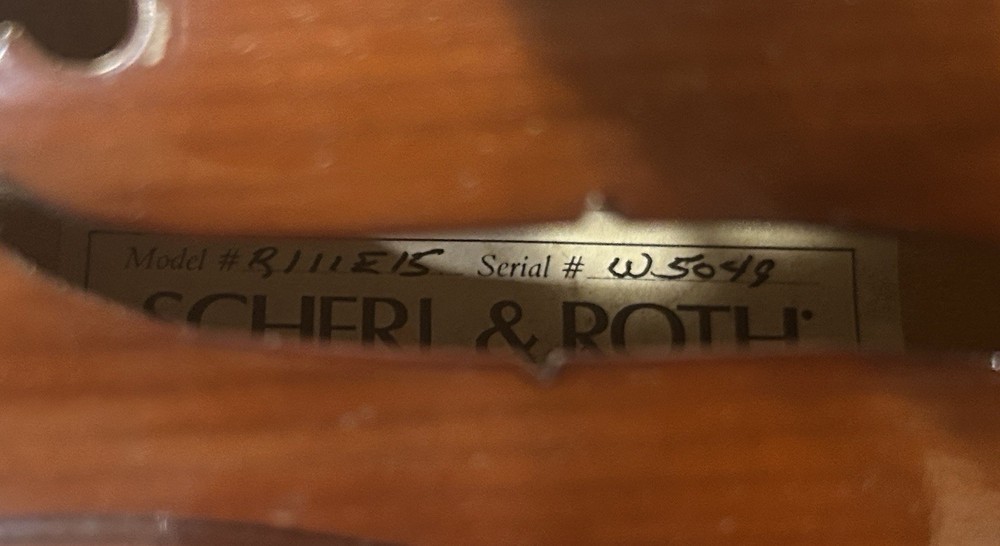 Model # R111E15 Serial # W5049
SCHERL & ROTH